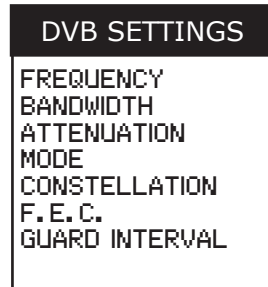 DVB SETTINGS
FREQUENCY
BANDWIDTH
ATTENUATION
MODE
CONSTELLATION
F.E.C.
GUARD INTERVAL